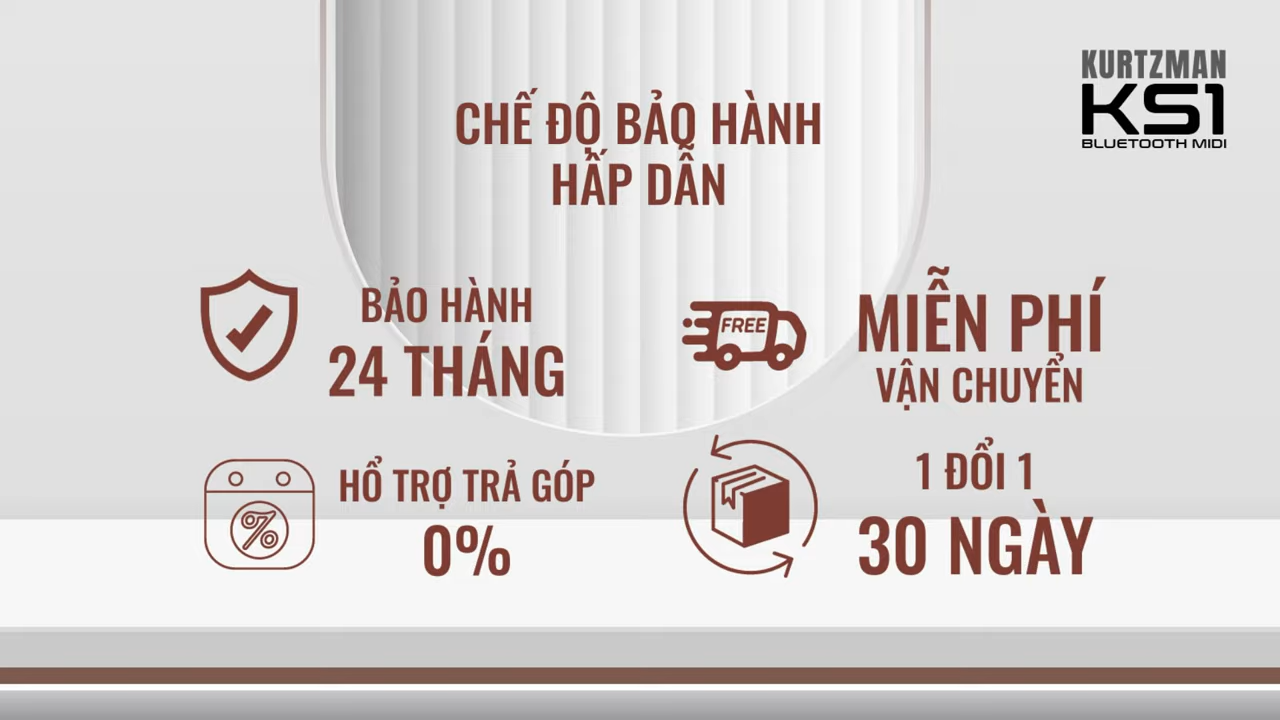 KURTZMAN
KS1
BLUETOOTH MIDI
CHẾ ĐỘ BẢO HÀNH
HẤP DẪN
BẢO HÀNH
24 THÁNG
FREE
MIỄN PHÍ
VẬN CHUYỂN
HỔ TRỢ TRẢ GÓP
0%
1 ĐỔI 1
30 NGÀY